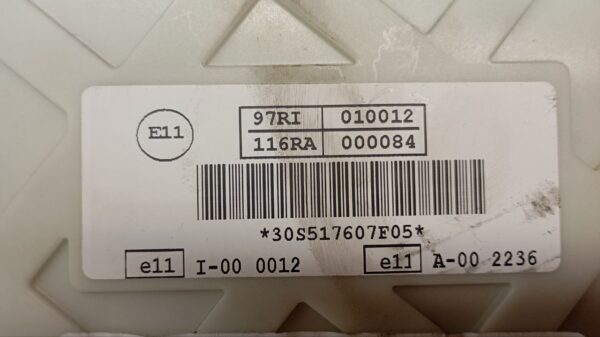 E11
97RI 010012
116RA 000084
*30S517607F05*
e11 I-00 0012 e11 A-00 2236